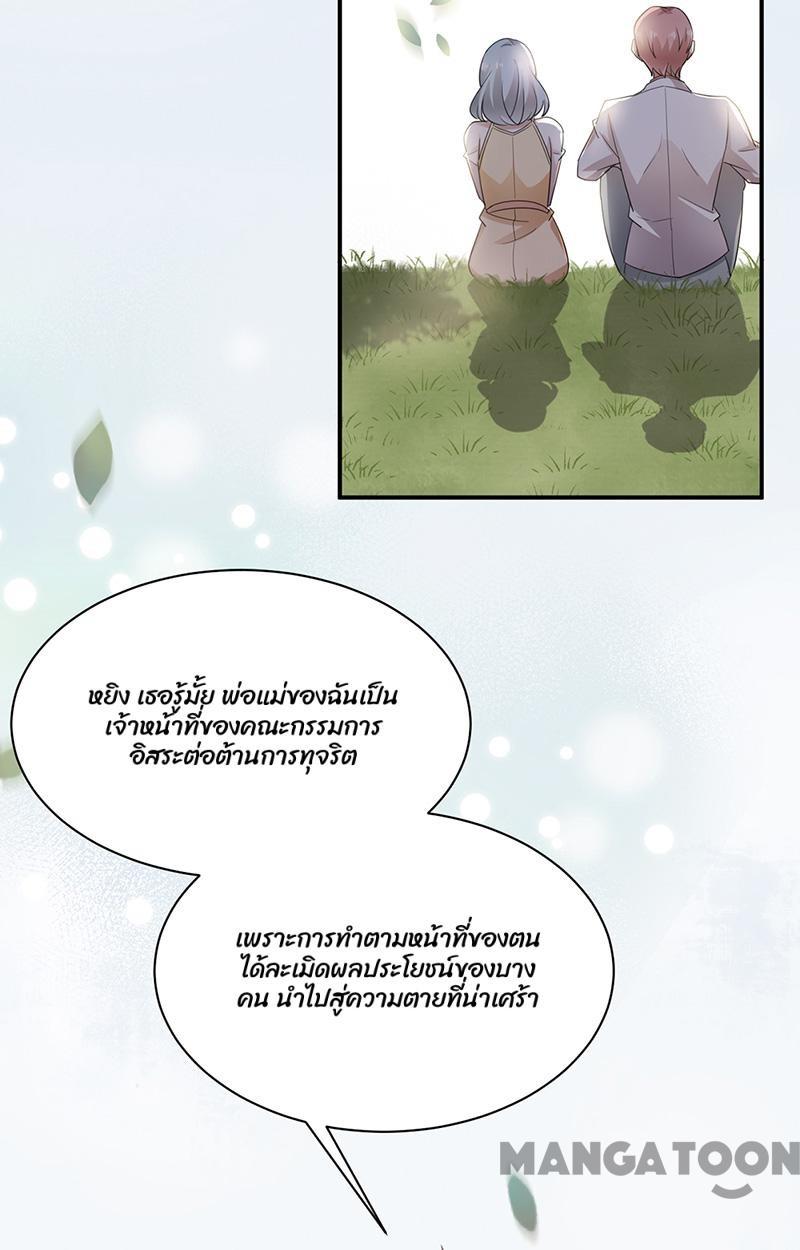 หยิง เธอรู้มั้ย พ่อแม่ของฉันเป็น
เจ้าหน้าที่ของคณะกรรมการ
อิสระต่อต้านการทุจริต
เพราะการทำตามหน้าที่ของตน
ได้ละเมิดผลประโยชน์ของบาง
คน นำไปสู่ความตายที่น่าเศร้า
MANGATOON